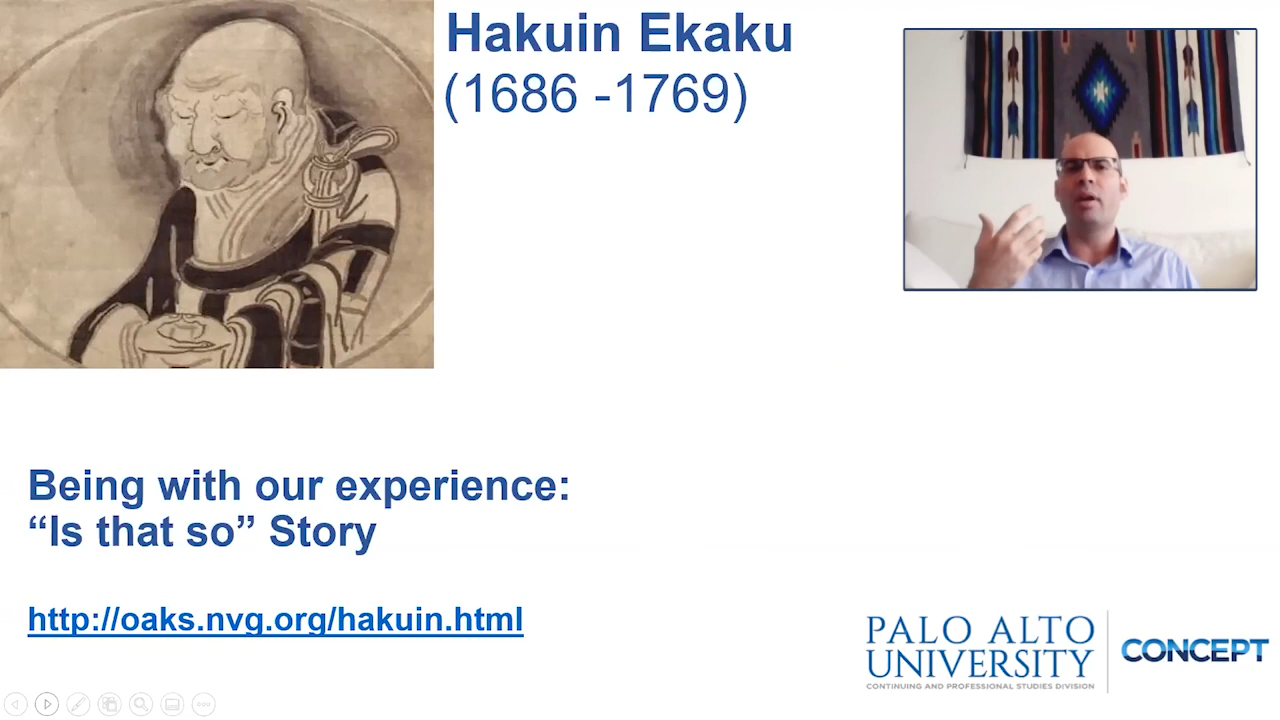 Hakuin Ekaku
(1686 -1769)
Being with our experience:
“Is that so” Story
http://oaks.nvg.org/hakuin.html
PALO ALTO
UNIVERSITY
CONTINUING AND PROFESSIONAL STUDIES DIVISION
CONCEPT